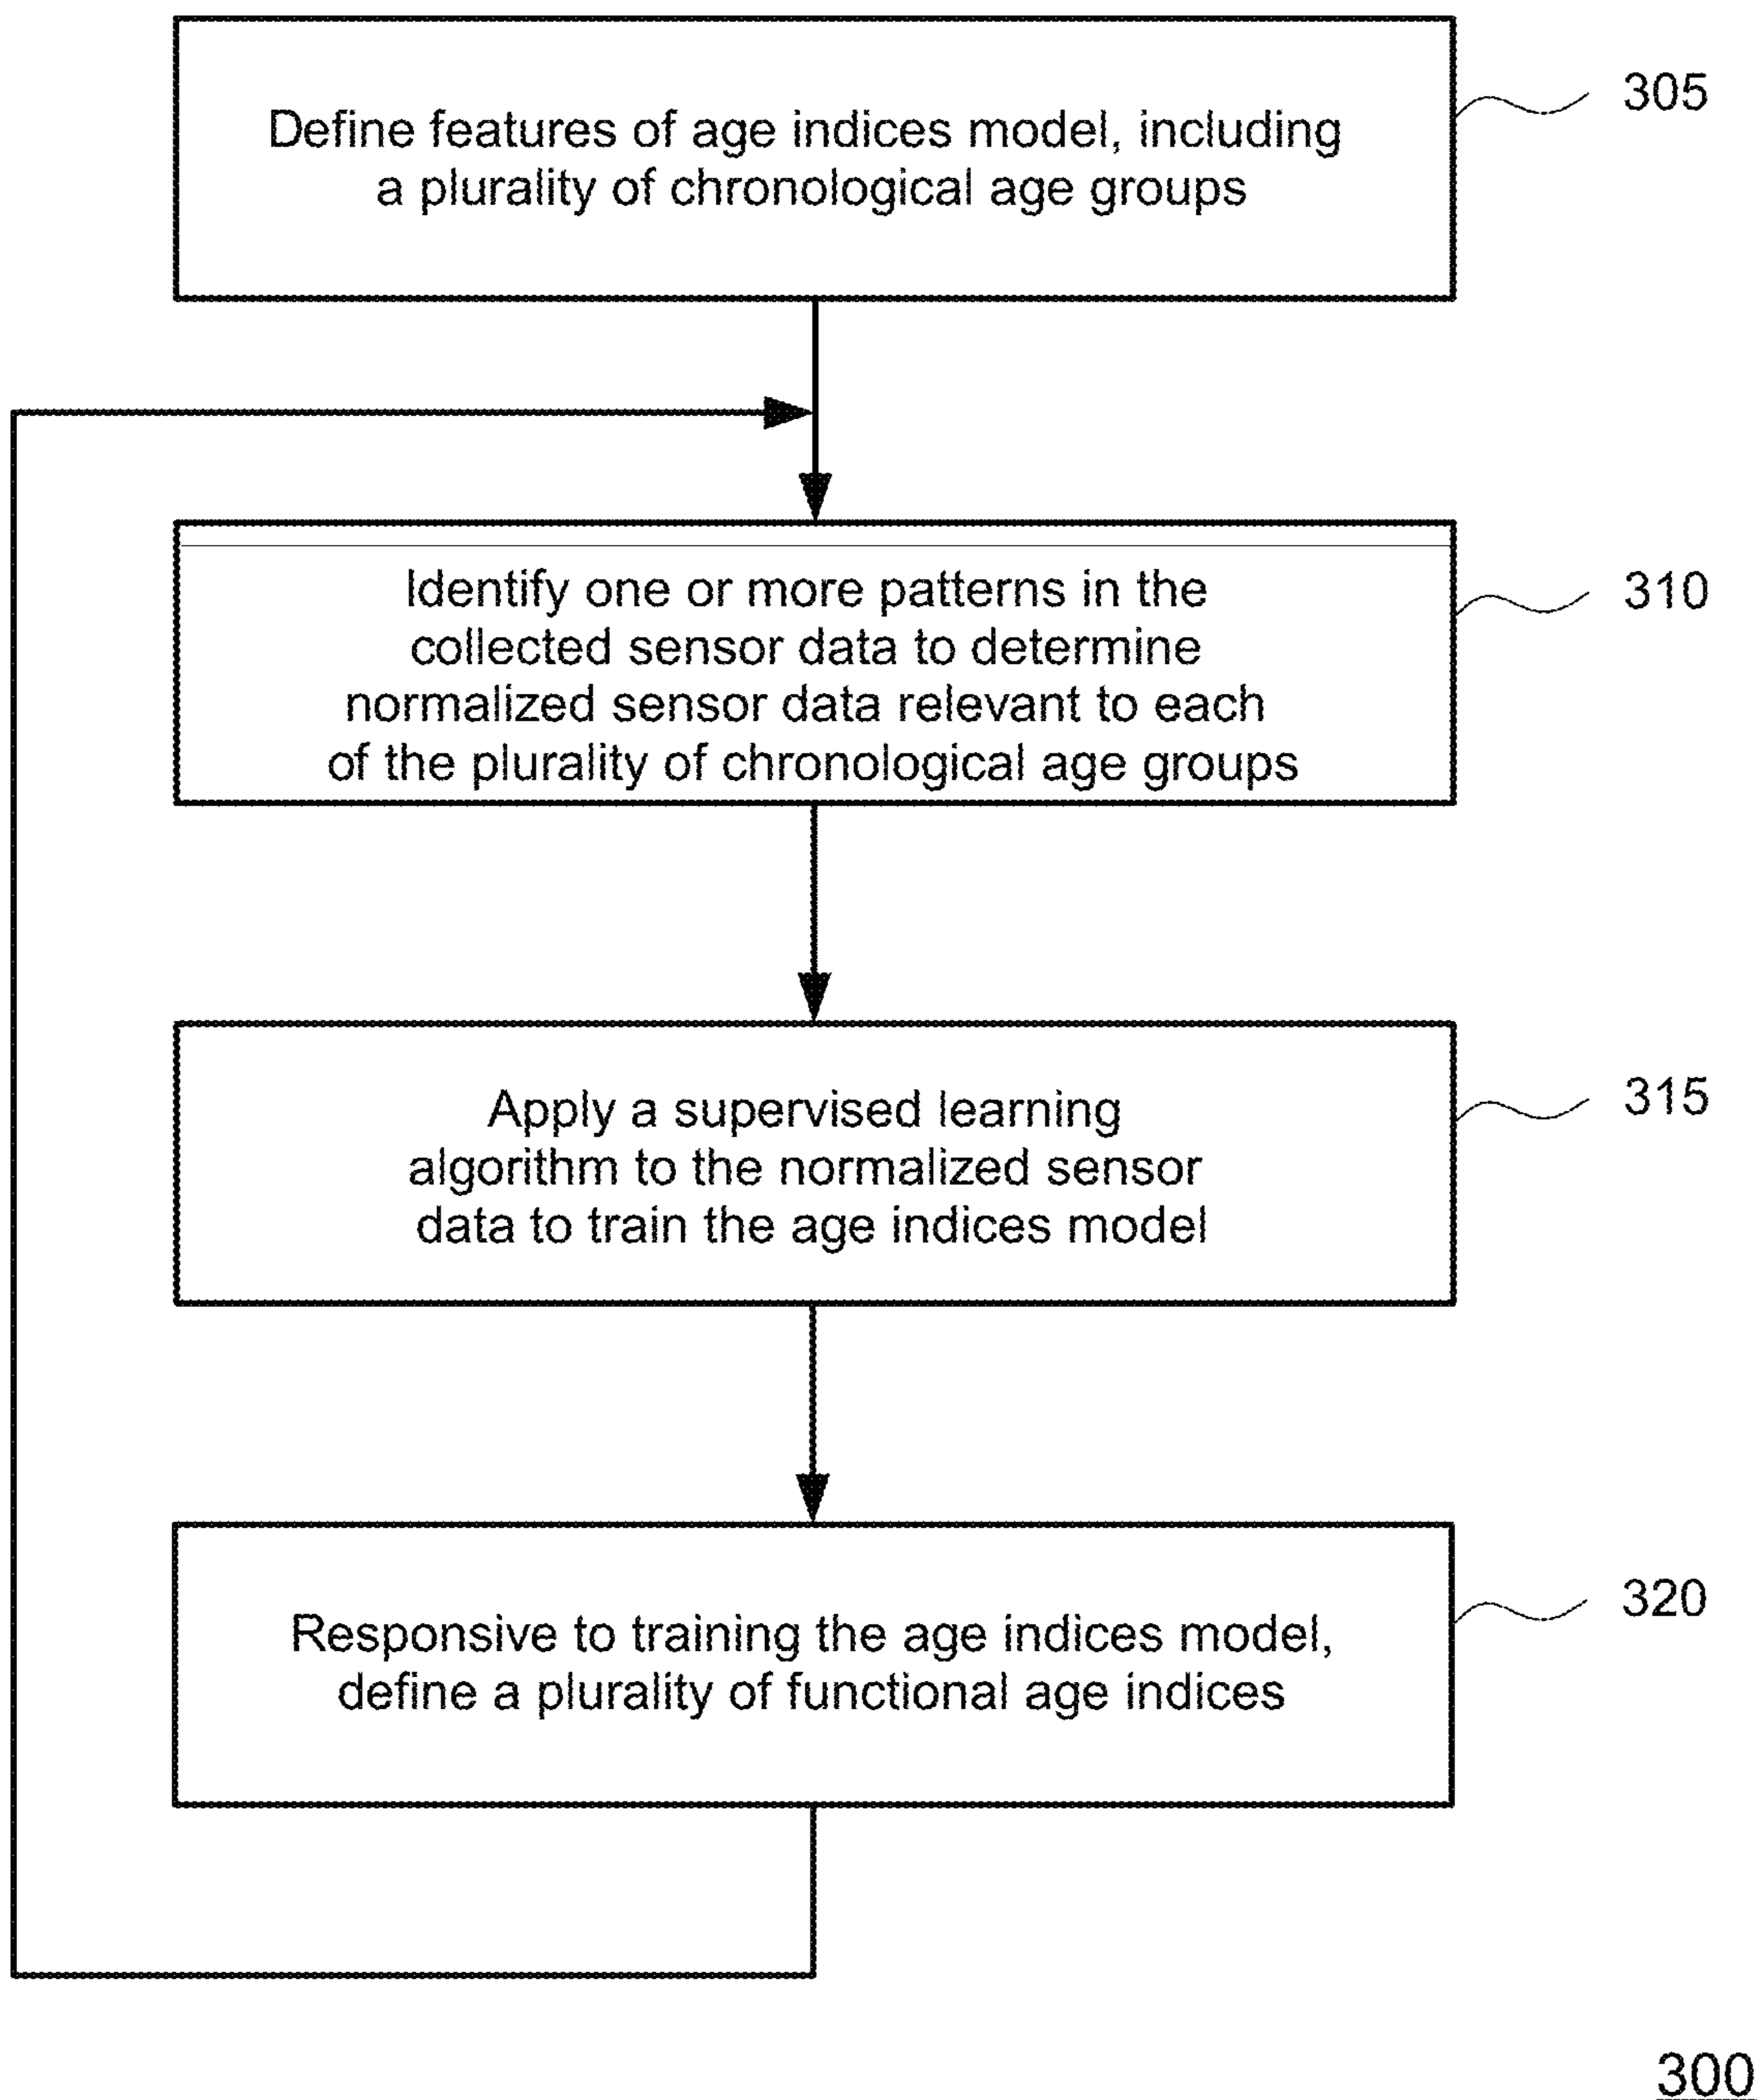 Define features of age indices model, including
a plurality of chronological age groups
305
Identify one or more patterns in the
collected sensor data to determine
normalized sensor data relevant to each
of the plurality of chronological age groups
310
Apply a supervised learning
algorithm to the normalized sensor
data to train the age indices model
315
Responsive to training the age indices model,
define a plurality of functional age indices
320
300